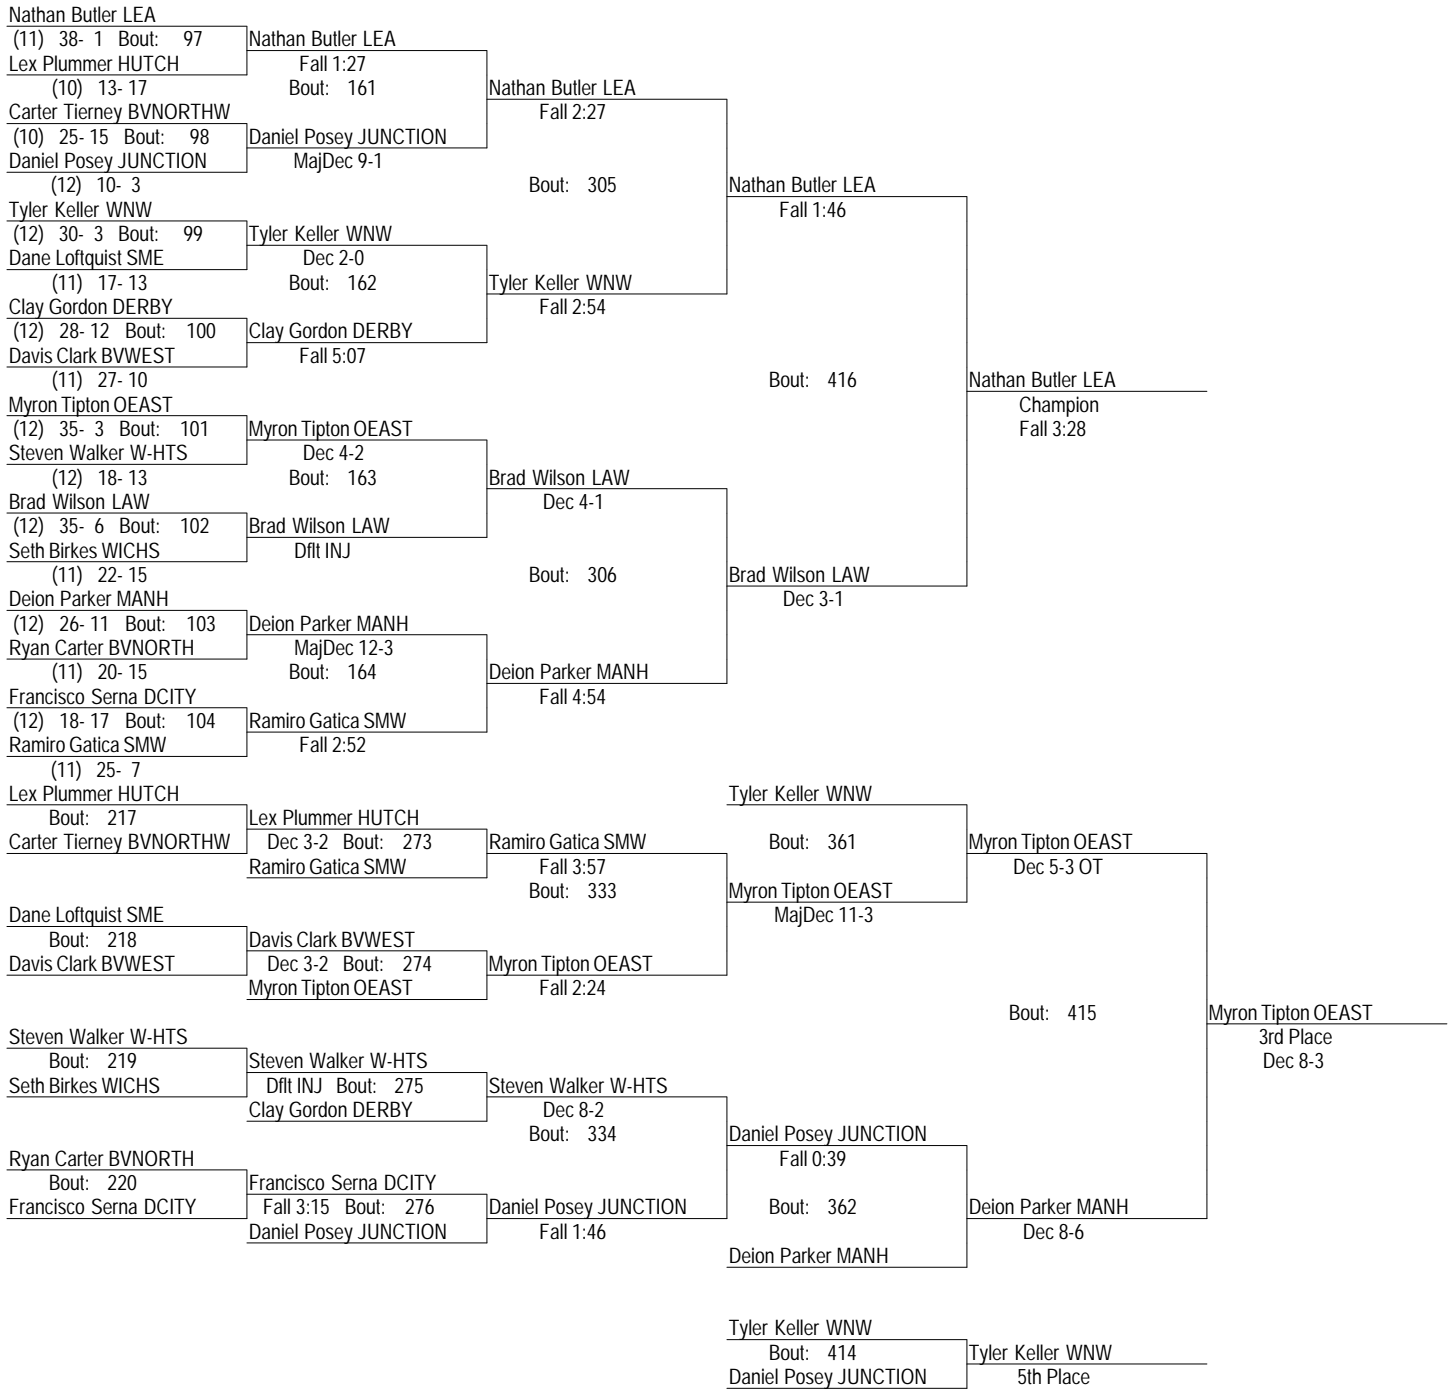 Nathan Butler LEA
(11) 38- 1 Bout: 97 Nathan Butler LEA
Lex Plummer HUTCH Fall 1:27
(10) 13- 17 Bout: 161 Nathan Butler LEA
Carter Tierney BVNORTHW Fall 2:27
(10) 25- 15 Bout: 98 Daniel Posey JUNCTION
Daniel Posey JUNCTION MajDec 9-1
(12) 10- 3 Bout: 305 Nathan Butler LEA
Tyler Keller WNW Fall 1:46
(12) 30- 3 Bout: 99 Tyler Keller WNW
Dane Loftquist SME Dec 2-0
(11) 17- 13 Bout: 162 Tyler Keller WNW
Clay Gordon DERBY Fall 2:54
(12) 28- 12 Bout: 100 Clay Gordon DERBY
Davis Clark BVWEST Fall 5:07
(11) 27- 10 Bout: 416 Nathan Butler LEA
Myron Tipton OEAST Champion
(12) 35- 3 Bout: 101 Myron Tipton OEAST Fall 3:28
Steven Walker W-HTS Dec 4-2
(12) 18- 13 Bout: 163 Brad Wilson LAW
Brad Wilson LAW Dec 4-1
(12) 35- 6 Bout: 102 Brad Wilson LAW
Seth Birkes WICHS Dflt INJ
(11) 22- 15 Bout: 306 Brad Wilson LAW
Deion Parker MANH Dec 3-1
(12) 26- 11 Bout: 103 Deion Parker MANH
Ryan Carter BVNORTH MajDec 12-3
(11) 20- 15 Bout: 164 Deion Parker MANH
Francisco Serna DCITY Fall 4:54
(12) 18- 17 Bout: 104 Ramiro Gatica SMW
Ramiro Gatica SMW Fall 2:52
(11) 25- 7
Lex Plummer HUTCH Tyler Keller WNW
Bout: 217 Lex Plummer HUTCH
Carter Tierney BVNORTHW Dec 3-2 Bout: 273 Ramiro Gatica SMW Bout: 361 Myron Tipton OEAST
Ramiro Gatica SMW Fall 3:57 Dec 5-3 OT
Bout: 333 Myron Tipton OEAST
Dane Loftquist SME MajDec 11-3
Bout: 218 Davis Clark BVWEST
Davis Clark BVWEST Dec 3-2 Bout: 274 Myron Tipton OEAST
Myron Tipton OEAST Fall 2:24
Bout: 415 Myron Tipton OEAST
Steven Walker W-HTS 3rd Place
Bout: 219 Steven Walker W-HTS Dec 8-3
Seth Birkes WICHS Dflt INJ Bout: 275 Steven Walker W-HTS
Clay Gordon DERBY Dec 8-2
Bout: 334 Daniel Posey JUNCTION
Ryan Carter BVNORTH Fall 0:39
Bout: 220 Francisco Serna DCITY
Francisco Serna DCITY Fall 3:15 Bout: 276 Daniel Posey JUNCTION Bout: 362 Deion Parker MANH
Daniel Posey JUNCTION Fall 1:46 Dec 8-6
Deion Parker MANH
Tyler Keller WNW
Bout: 414 Tyler Keller WNW
Daniel Posey JUNCTION 5th Place